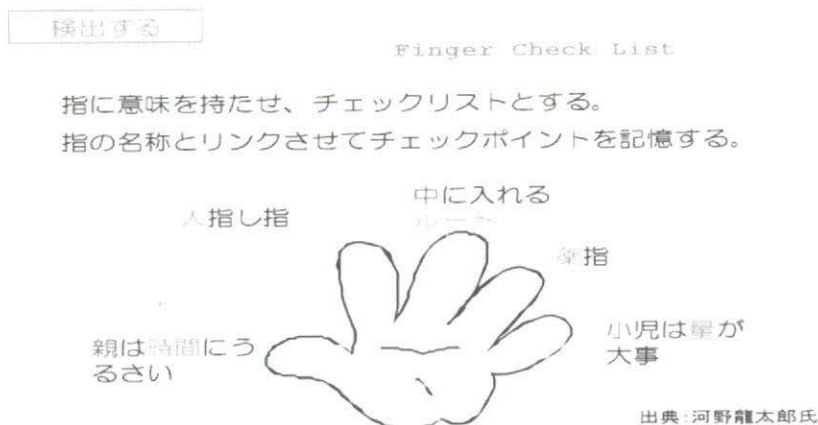 検出する
Finger Check List
指に意味を持たせ、チェックリストとする。
指の名称とリンクさせてチェックポイントを記憶する。
中に入れる
ルート
人指し指
薬指
親は時間にう
るさい
小児は量が
大事
出典:河野龍太郎氏